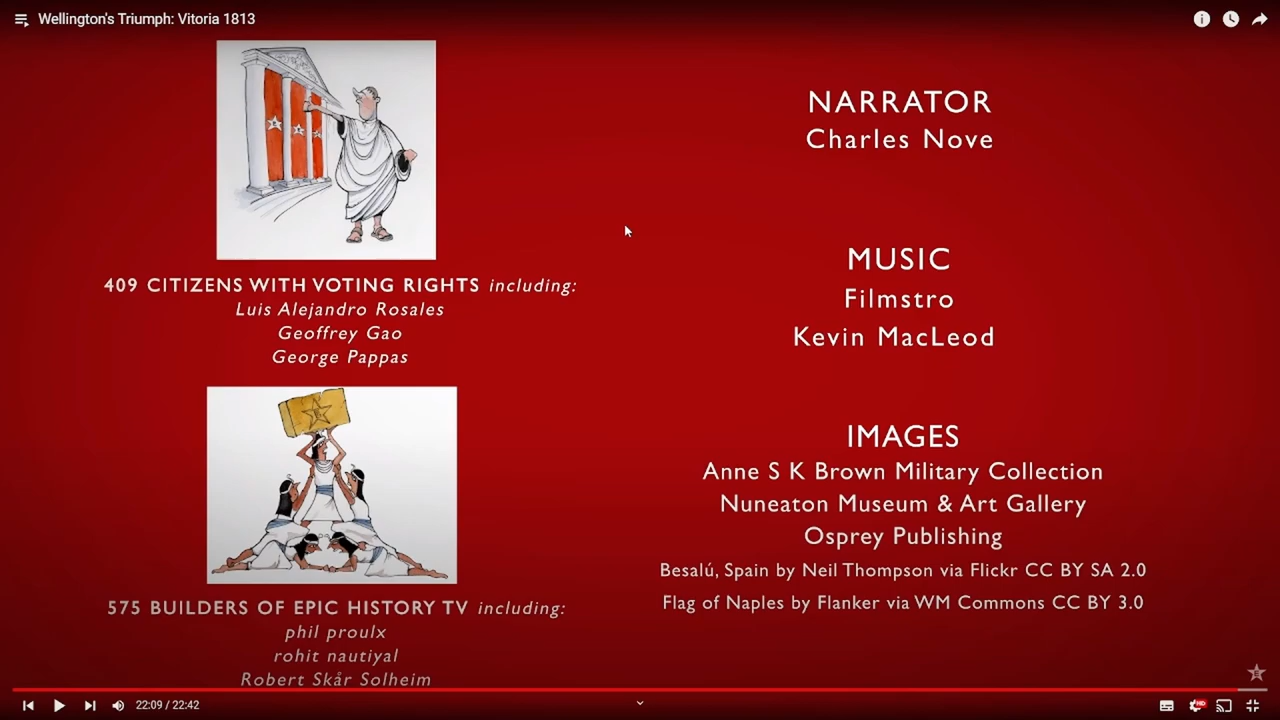 Wellington's Triumph: Vitoria 1813
409 CITIZENS WITH VOTING RIGHTS including:
Luis Alejandro Rosales
Geoffrey Gao
George Pappas
575 BUILDERS OF EPIC HISTORY TV including:
phil proulx
rohit nautiyal
Robert Skår Solheim
NARRATOR
Charles Nove
MUSIC
Filmstro
Kevin MacLeod
IMAGES
Anne S K Brown Military Collection
Nuneaton Museum & Art Gallery
Osprey Publishing
Besalú, Spain by Neil Thompson via Flickr CC BY SA 2.0
Flag of Naples by Flanker via WM Commons CC BY 3.0
22:09 / 22:42
HD